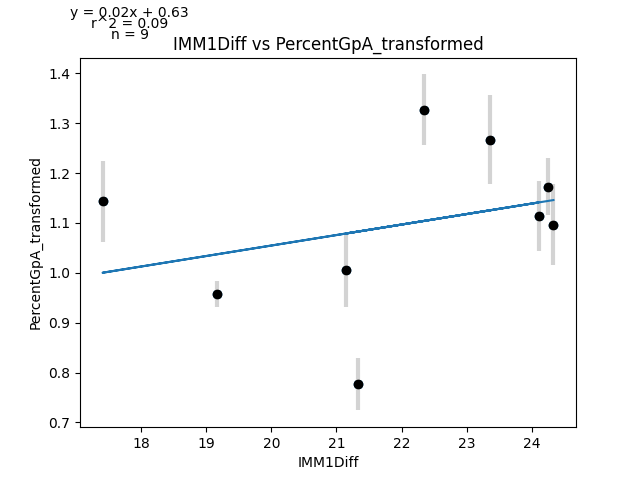 y = 0.02x + 0.63
r^2 = 0.09
n = 9
IMM1Diff vs PercentGpA_transformed
1.4
1.3
1.2
1.1
1.0
0.9
0.8
0.7
PercentGpA_transformed
18 19 20 21 22 23 24
IMM1Diff